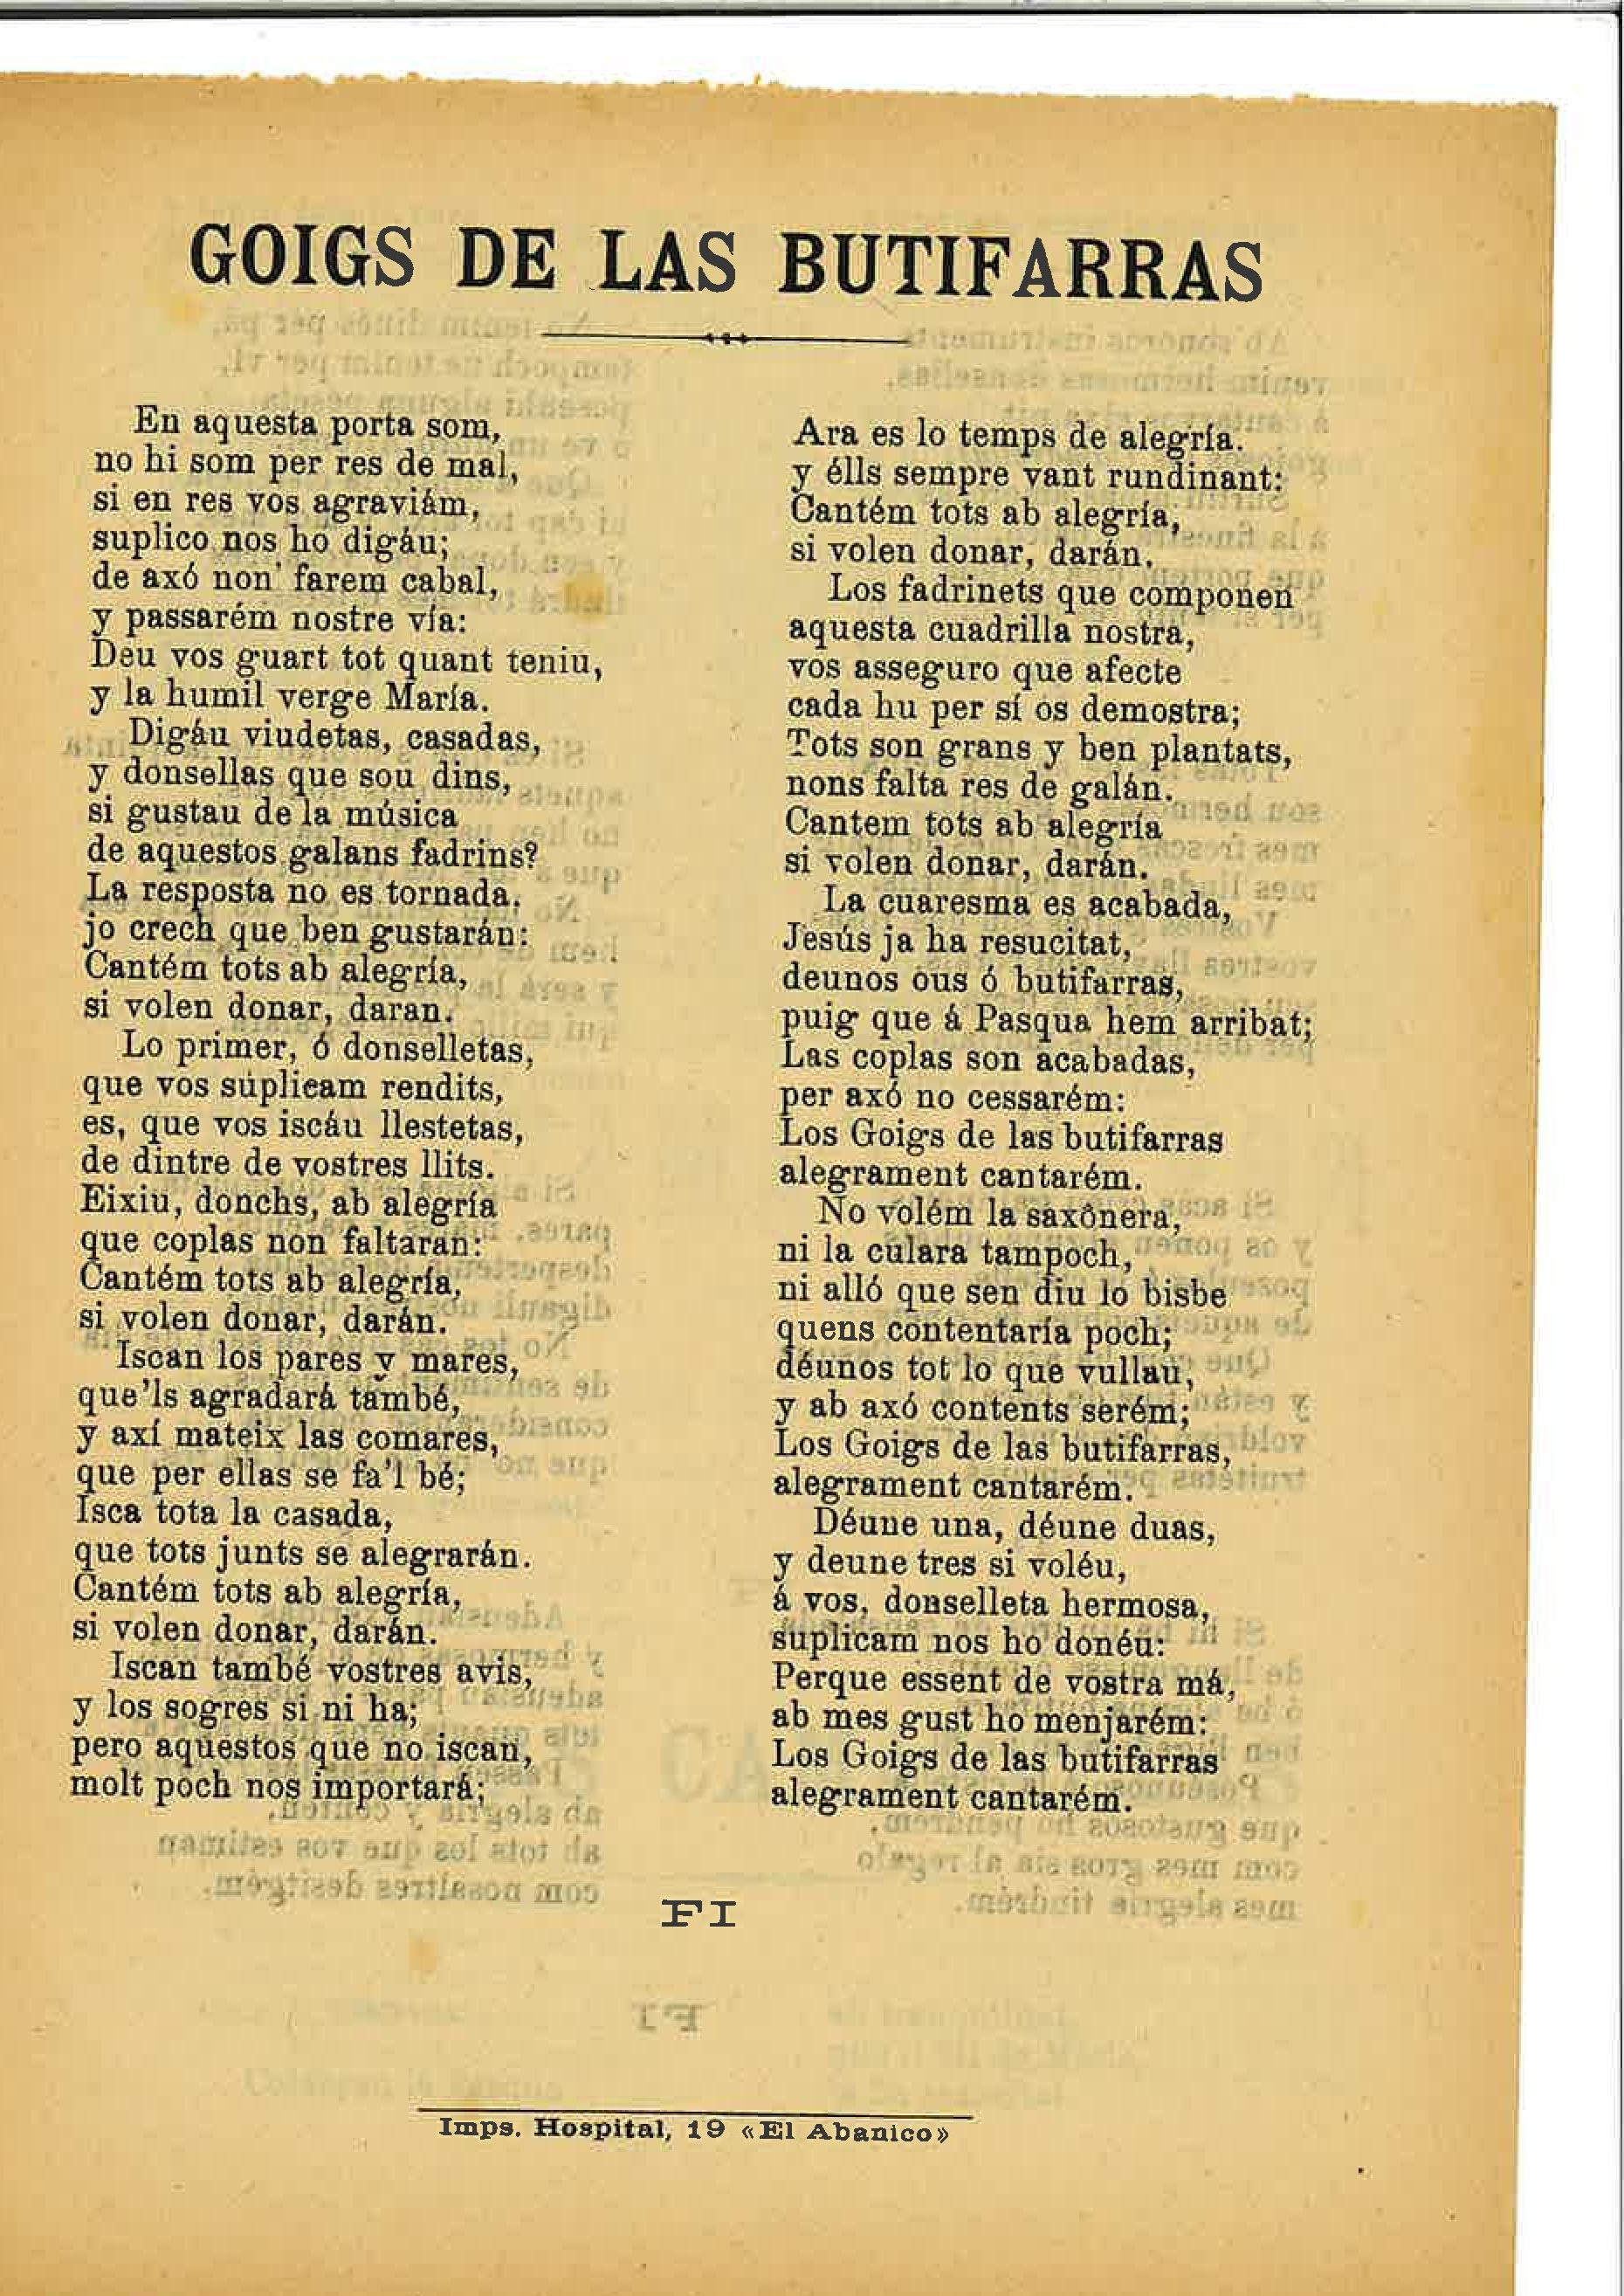 GOIGS DE LAS BUTIFARRAS
En aquesta porta som,
no hi som per res de mal,
si en res vos agraviám,
suplico nos ho digáu;
de axó non' farem cabal,
y passarém nostre vía:
Deu vos guart tot quant teniu,
y la humil verge María.
Digáu viudetas, casadas,
y donsellas que sou dins,
si gustau de la música
de aquestos galans fadrins?
La resposta no es tornada.
jo crech que ben gustarán:
Cantém tots ab alegría,
si volen donar, daran.
Lo primer, ó donselletas,
que vos suplicam rendits,
es, que vos iscáu llestetas,
de dintre de vostres llits.
Eixiu, donchs, ab alegría
que coplas non faltaran:
Cantém tots ab alegría,
si volen donar, darán.
Iscan los pares y mares,
que'ls agradará també,
y axí mateix las comares,
que per ellas se fa'l bé;
Isca tota la casada,
que tots junts se alegrarán.
Cantém tots ab alegría,
si volen donar, darán.
Iscan també vostres avis,
y los sogres si ni ha;
pero aquestos que no iscan,
molt poch nos importará;
Ara es lo temps de alegría.
y élls sempre vant rundinant:
Cantém tots ab alegría,
si volen donar, darán.
Los fadrinets que componen
aquesta cuadrilla nostra,
vos asseguro que afecte
cada hu per sí os demostra;
Tots son grans y ben plantats,
nons falta res de galán.
Cantem tots ab alegría
si volen donar, darán.
La cuaresma es acabada,
Jesús ja ha resucitat,
deunos ous ó butifarras,
puig que á Pasqua hem arribat;
Las coplas son acabadas,
per axó no cessarém:
Los Goigs de las butifarras
alegrament cantarém.
No volém la saxónera,
ni la culara tampoch,
ni alló que sen diu lo bisbe
quens contentaría poch;
déunos tot lo que vullau,
y ab axó contents serém;
Los Goigs de las butifarras,
alegrament cantarém.
Déune una, déune duas,
y deune tres si voléu,
á vos, donselleta hermosa,
suplicam nos ho donéu:
Perque essent de vostra má,
ab mes gust ho menjarém:
Los Goigs de las butifarras
alegrament cantarém.
FI
Imps. Hospital, 19 «El Abanico»